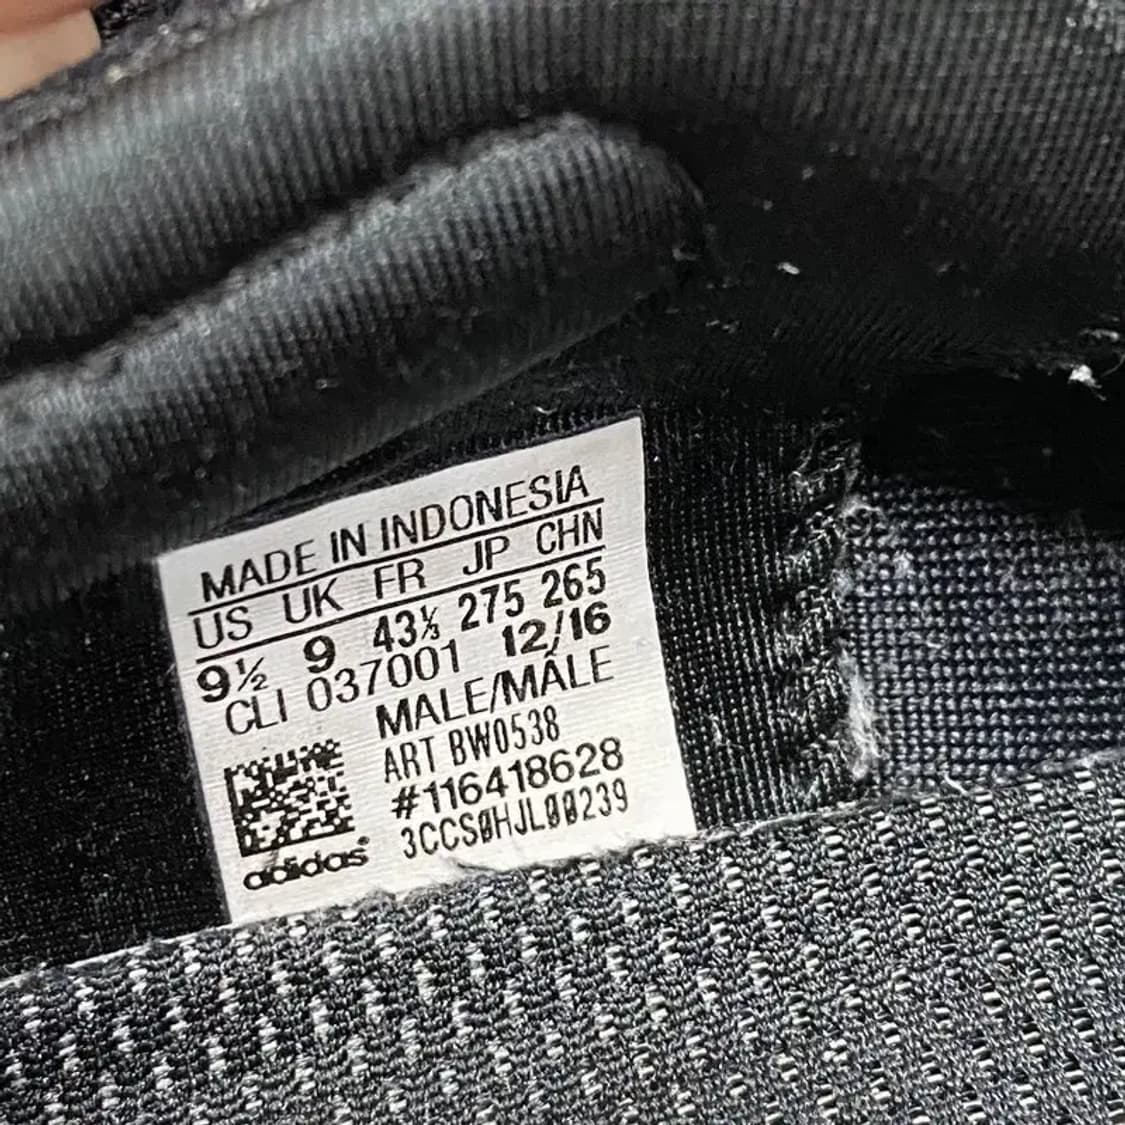 MADE IN INDONESIA
US UK FR JP CHN
9½ 9 43⅓ 275 265
CLI 037001 12/16
MALE/MÂLE
ART BW0538
#116418628
3CCS0HJL00239
adidas